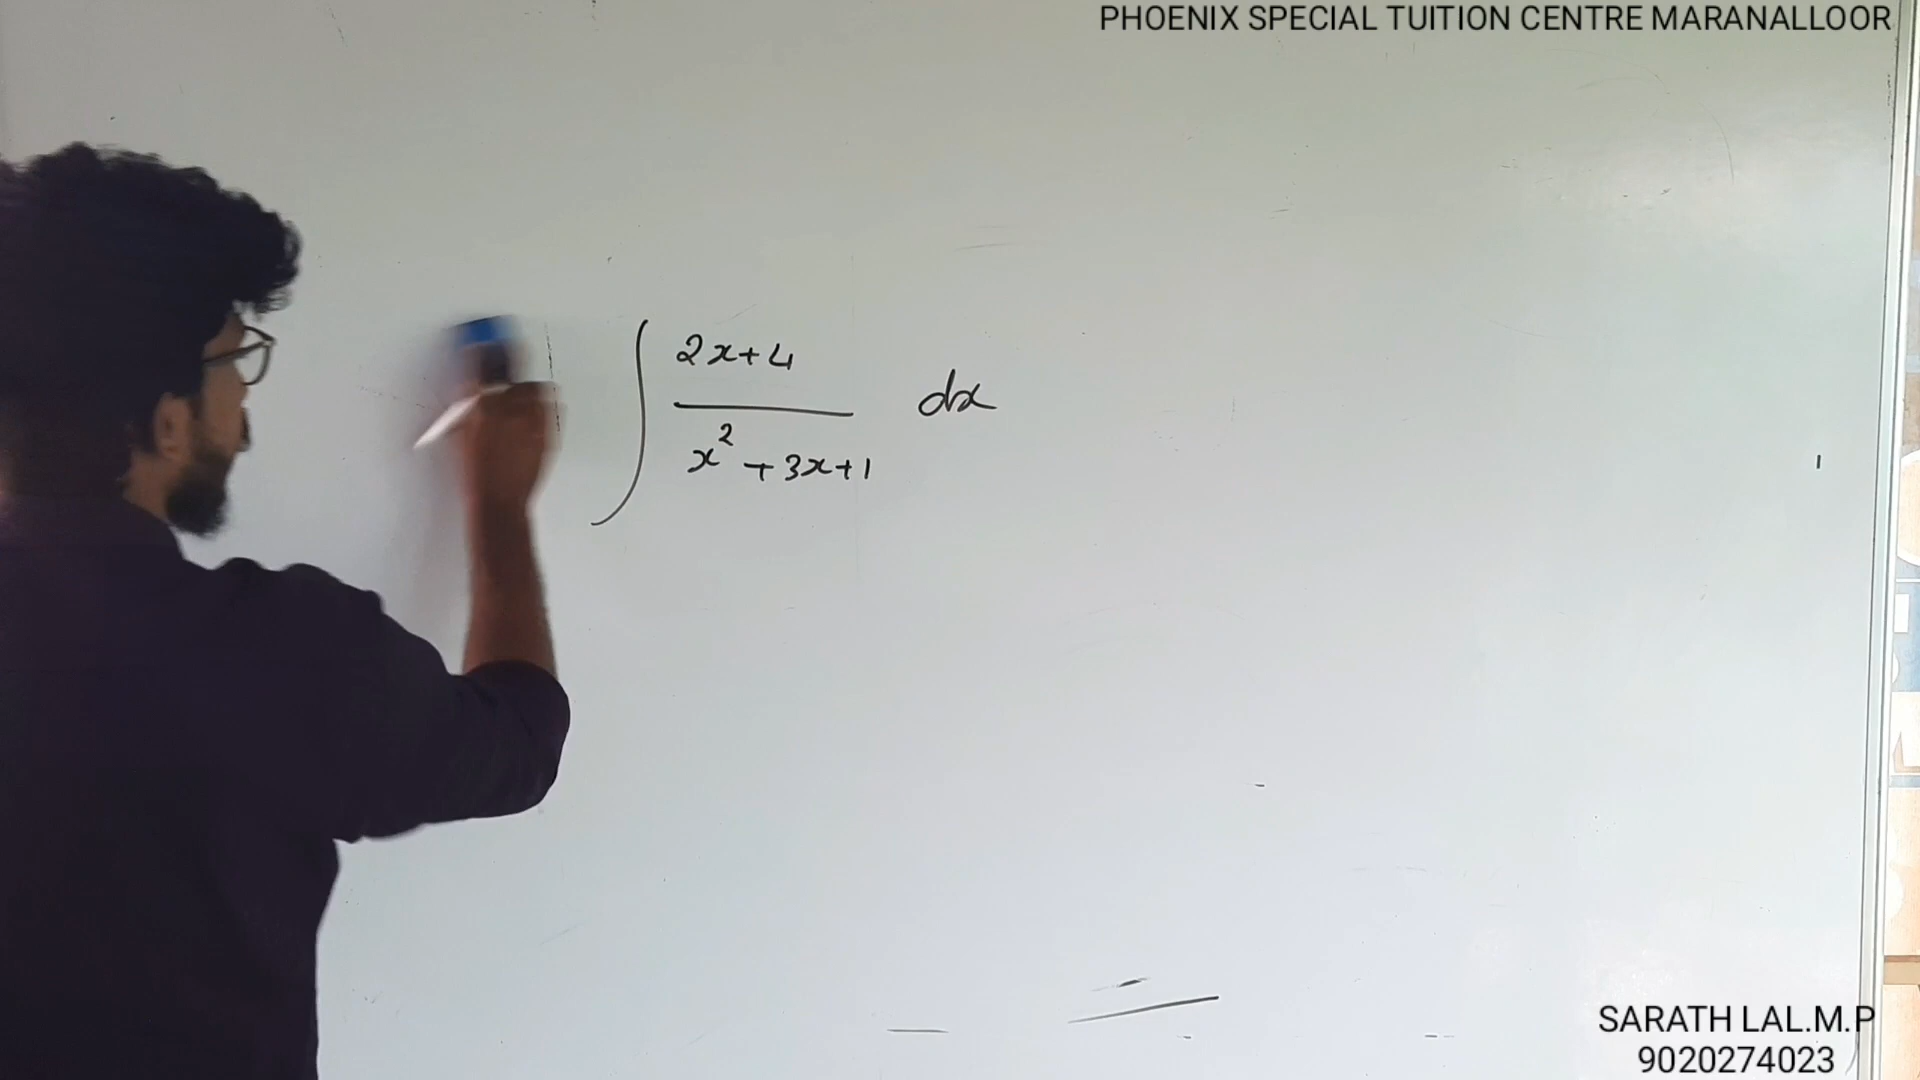 PHOENIX SPECIAL TUITION CENTRE MARANALLOOR
∫ 2x+4
dx
x² + 3x+1
SARATH LAL.M.P
9020274023